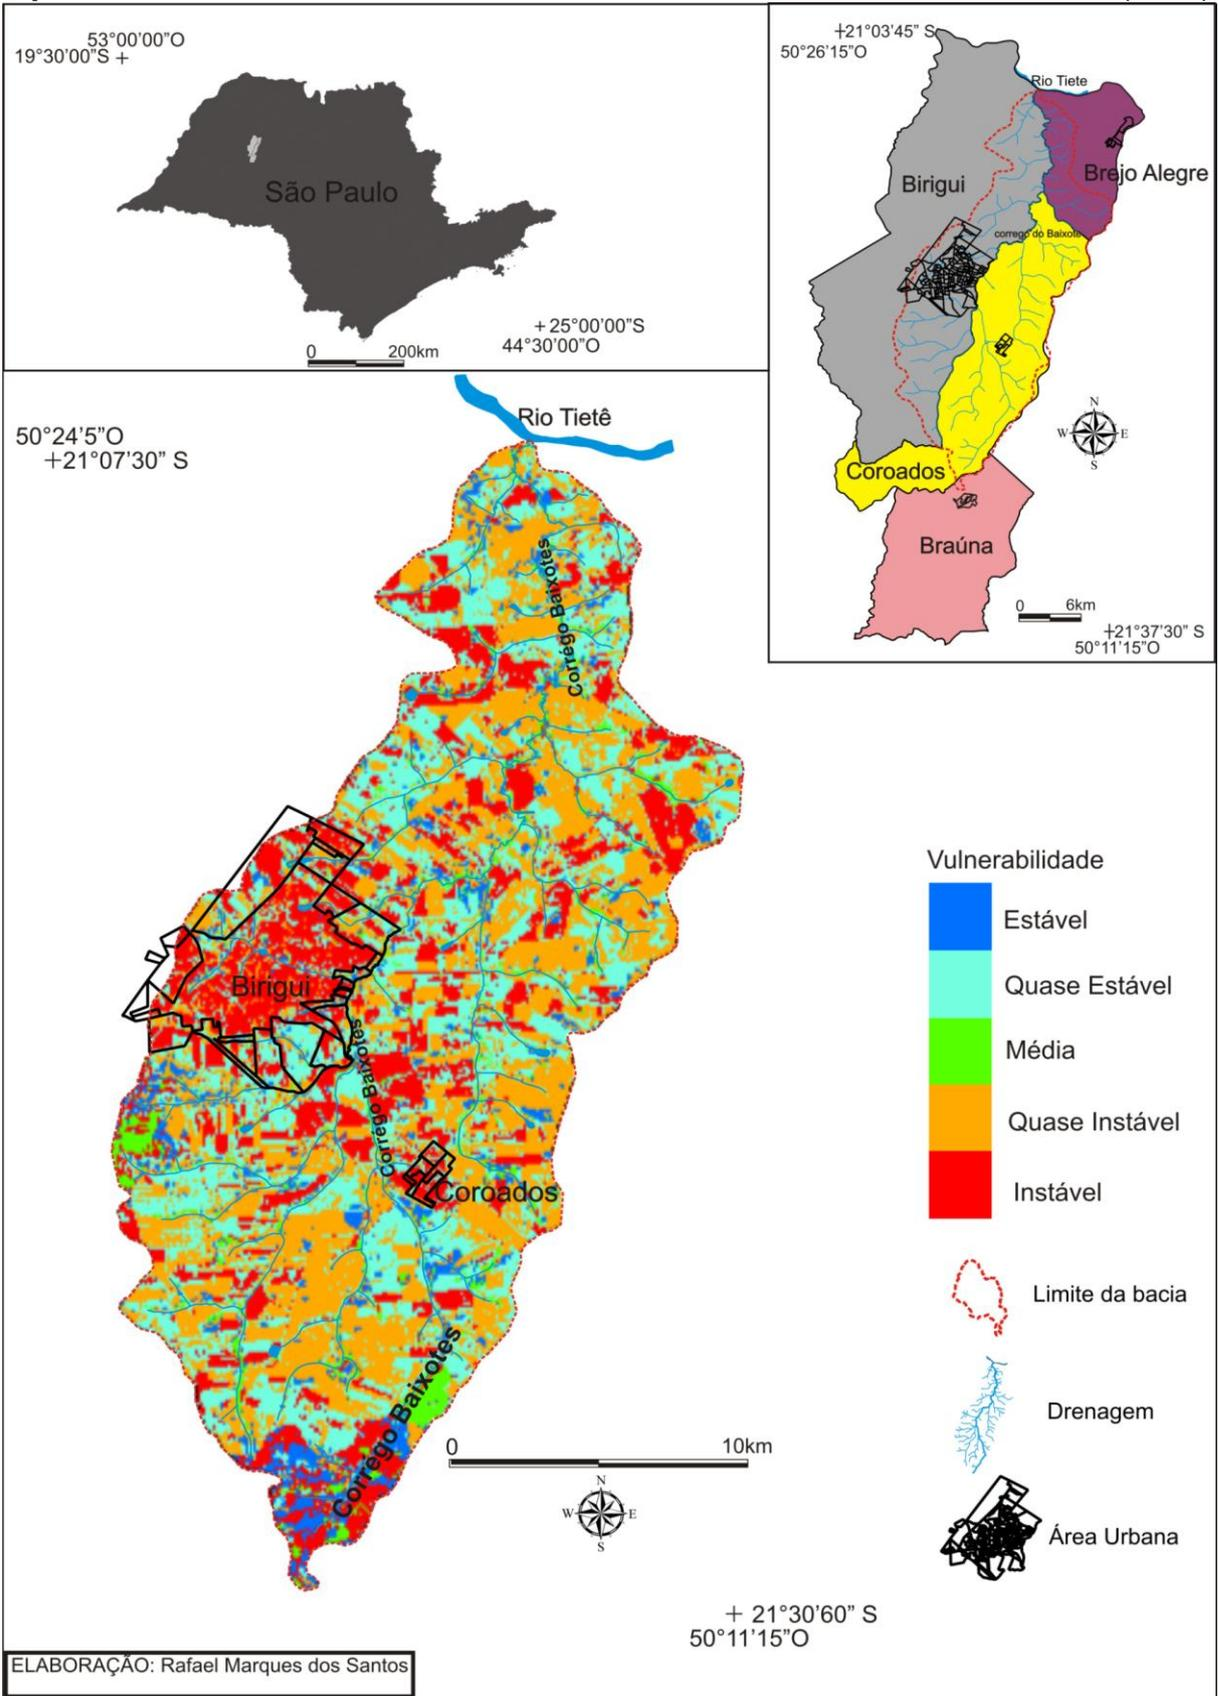 53°00’00”O
19°30’00”S +
São Paulo
+ 25°00’00”S
44°30’00”O
0 200km
+21°03’45” S
50°26’15”O
Rio Tiete
Birigui
Brejo Alegre
corrego do Baixote
Coroados
Braúna
N
W E
S
0 6km
+21°37’30” S
50°11’15”O
50°24’5”O
+21°07’30” S
Rio Tietê
Corrégo Baixotes
Birigui
Corrégo Baixotes
Coroados
Corrégo Baixotes
0 10km
N
W E
S
+ 21°30’60” S
50°11’15”O
Vulnerabilidade
Estável
Quase Estável
Média
Quase Instável
Instável
Limite da bacia
Drenagem
Área Urbana
ELABORAÇÃO: Rafael Marques dos Santos